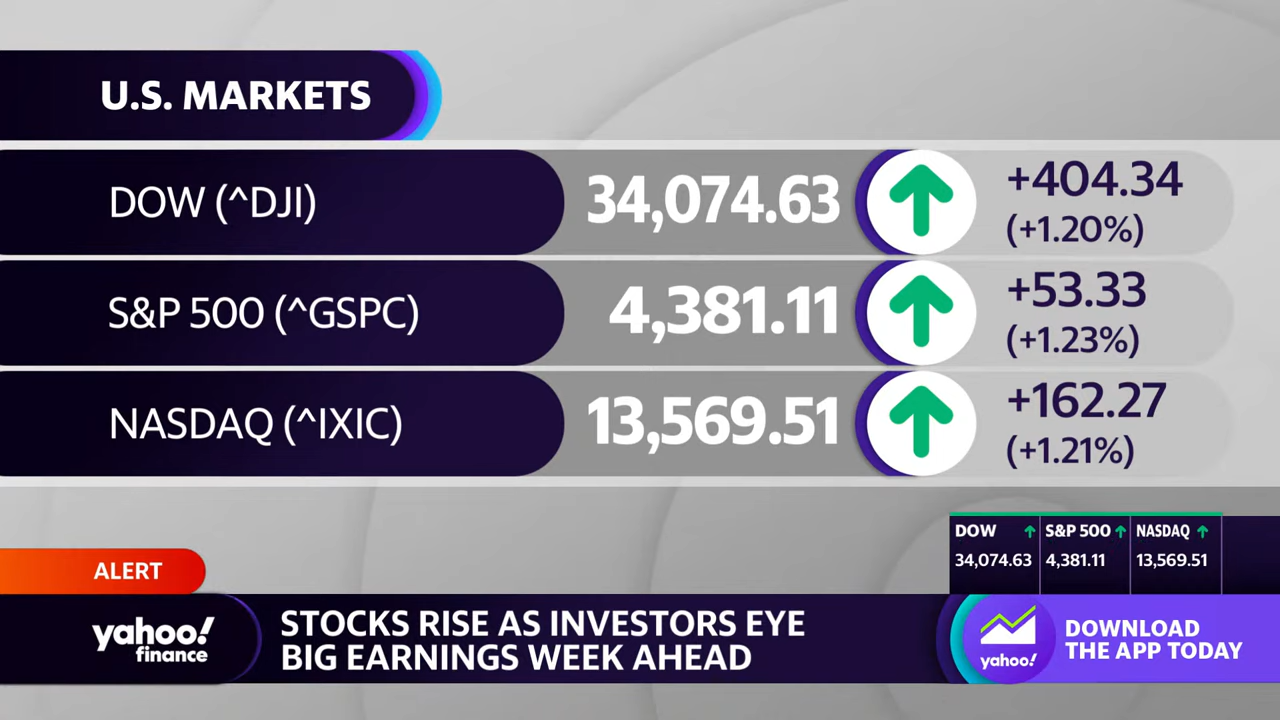 U.S. MARKETS
DOW (^DJI) 34,074.63 +404.34
(+1.20%)
S&P 500 (^GSPC) 4,381.11 +53.33
(+1.23%)
NASDAQ (^IXIC) 13,569.51 +162.27
(+1.21%)
DOW S&P 500 NASDAQ
34,074.63 4,381.11 13,569.51
ALERT
yahoo!
finance
STOCKS RISE AS INVESTORS EYE
BIG EARNINGS WEEK AHEAD
yahoo!
DOWNLOAD
THE APP TODAY